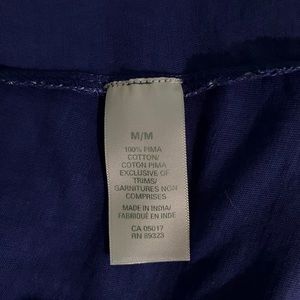 M/M
100% PIMA
COTTON/
COTON PIMA
EXCLUSIVE OF
TRIMS/
GARNITURES NON
COMPRISES
MADE IN INDIA/
FABRIQUÉ EN INDE
CA 05017
RN 89323